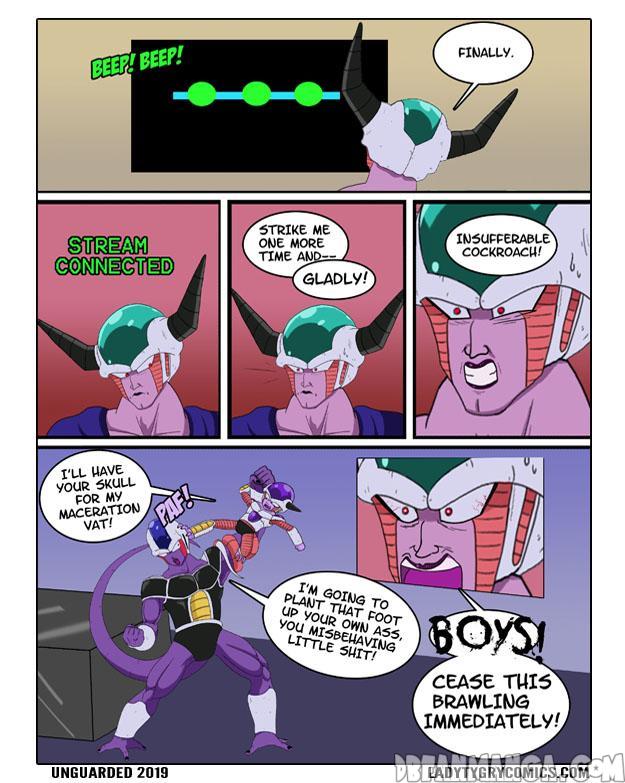 BEEP! BEEP!
FINALLY.
STREAM
CONNECTED
STRIKE ME
ONE MORE
TIME AND--
GLADLY!
INSUFFERABLE
COCKROACH!
I'LL HAVE
YOUR SKULL
FOR MY
MACERATION
VAT!
PAF!
I'M GOING TO
PLANT THAT FOOT
UP YOUR OWN ASS,
YOU MISBEHAVING
LITTLE SHIT!
BOYS!
CEASE THIS
BRAWLING
IMMEDIATELY!
UNGUARDED 2019
LADYTYGRYCOMICS.COM
DBFANMANGA.COM